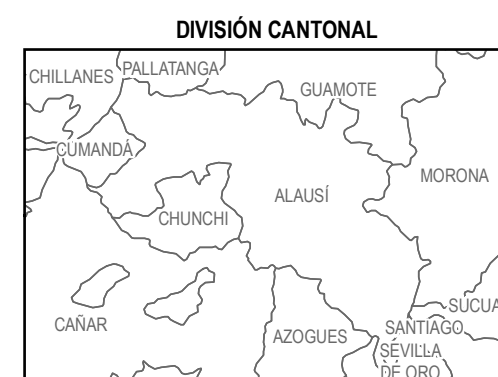 DIVISIÓN CANTONAL
CHILLANES
PALLATANGA
GUAMOTE
CUMANDÁ
MORONA
ALAUSÍ
CHUNCHI
SUCUA
CAÑAR
AZOGUES
SANTIAGO
SEVILLA
DE ORO